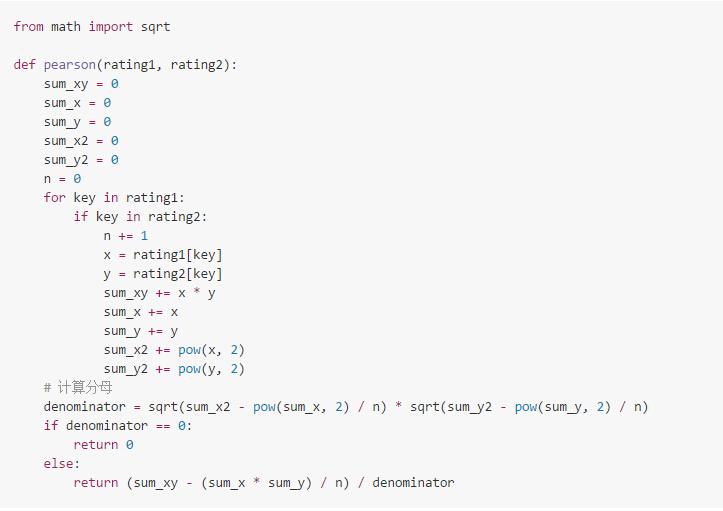 from math import sqrt
def pearson(rating1, rating2):
    sum_xy = 0
    sum_x = 0
    sum_y = 0
    sum_x2 = 0
    sum_y2 = 0
    n = 0
    for key in rating1:
        if key in rating2:
            n += 1
            x = rating1[key]
            y = rating2[key]
            sum_xy += x * y
            sum_x += x
            sum_y += y
            sum_x2 += pow(x, 2)
            sum_y2 += pow(y, 2)
    # 计算分母
    denominator = sqrt(sum_x2 - pow(sum_x, 2) / n) * sqrt(sum_y2 - pow(sum_y, 2) / n)
    if denominator == 0:
        return 0
    else:
        return (sum_xy - (sum_x * sum_y) / n) / denominator